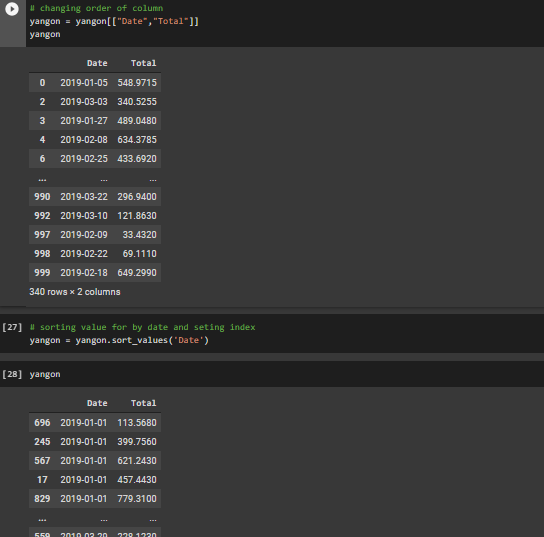 # changing order of column
yangon = yangon[["Date","Total"]]
yangon
Date Total
0 2019-01-05 548.9715
2 2019-03-03 340.5255
3 2019-01-27 489.0480
4 2019-02-08 634.3785
6 2019-02-25 433.6920
... ... ...
990 2019-03-22 296.9400
992 2019-03-10 121.8630
997 2019-02-09 33.4320
998 2019-02-22 69.1110
999 2019-02-18 649.2990
340 rows × 2 columns
[27] # sorting value for by date and seting index
yangon = yangon.sort_values('Date')
[28] yangon
Date Total
696 2019-01-01 113.5680
245 2019-01-01 399.7560
567 2019-01-01 621.2430
17 2019-01-01 457.4430
829 2019-01-01 779.3100
... ... ...
559 2019-03-29 228.1230